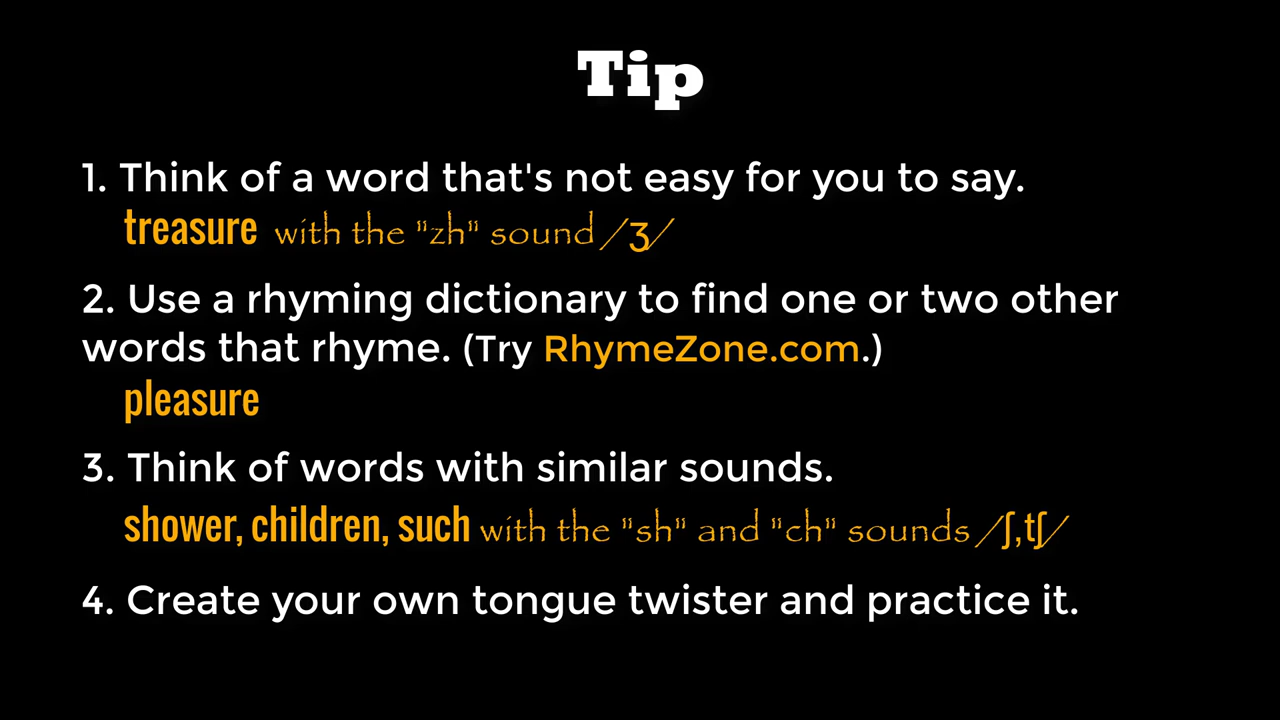 Tip
1. Think of a word that's not easy for you to say.
treasure with the "zh" sound /ʒ/
2. Use a rhyming dictionary to find one or two other
words that rhyme. (Try RhymeZone.com.)
pleasure
3. Think of words with similar sounds.
shower, children, such with the "sh" and "ch" sounds /ʃ,tʃ/
4. Create your own tongue twister and practice it.